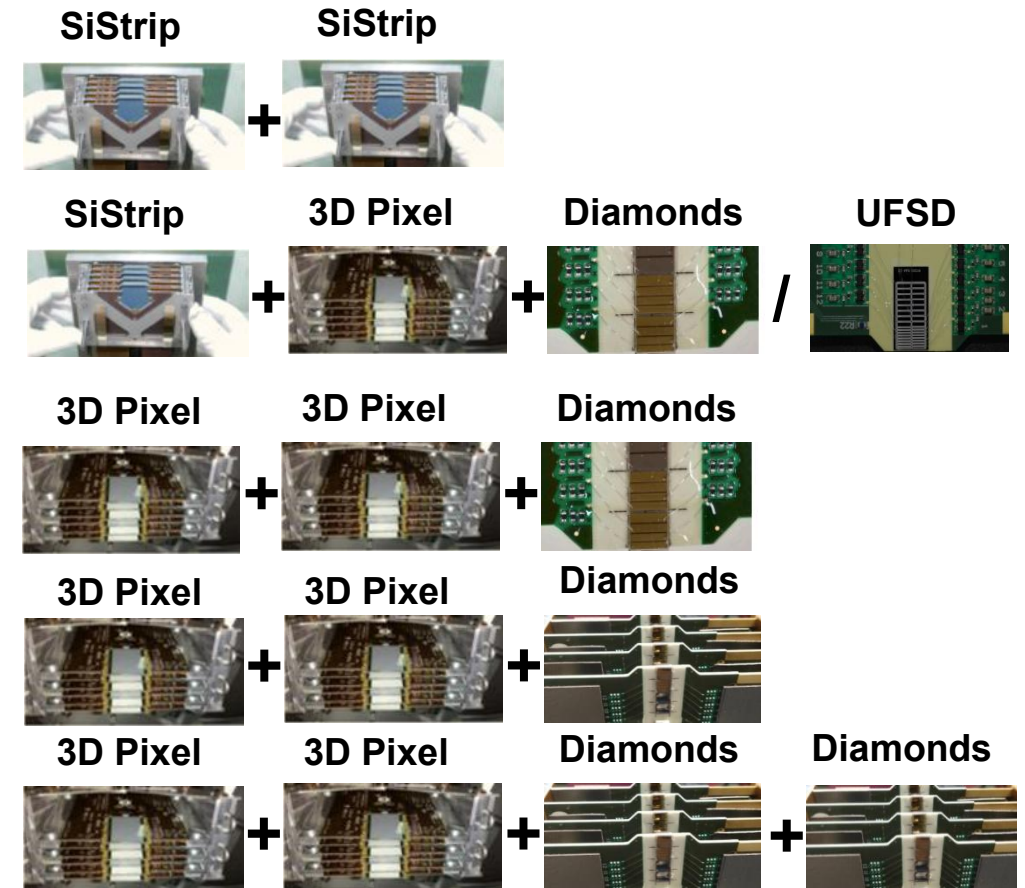 SiStrip SiStrip
+
SiStrip 3D Pixel Diamonds UFSD
+ + /
3D Pixel 3D Pixel Diamonds
+ +
3D Pixel 3D Pixel Diamonds
+ +
3D Pixel 3D Pixel Diamonds Diamonds
+ + +